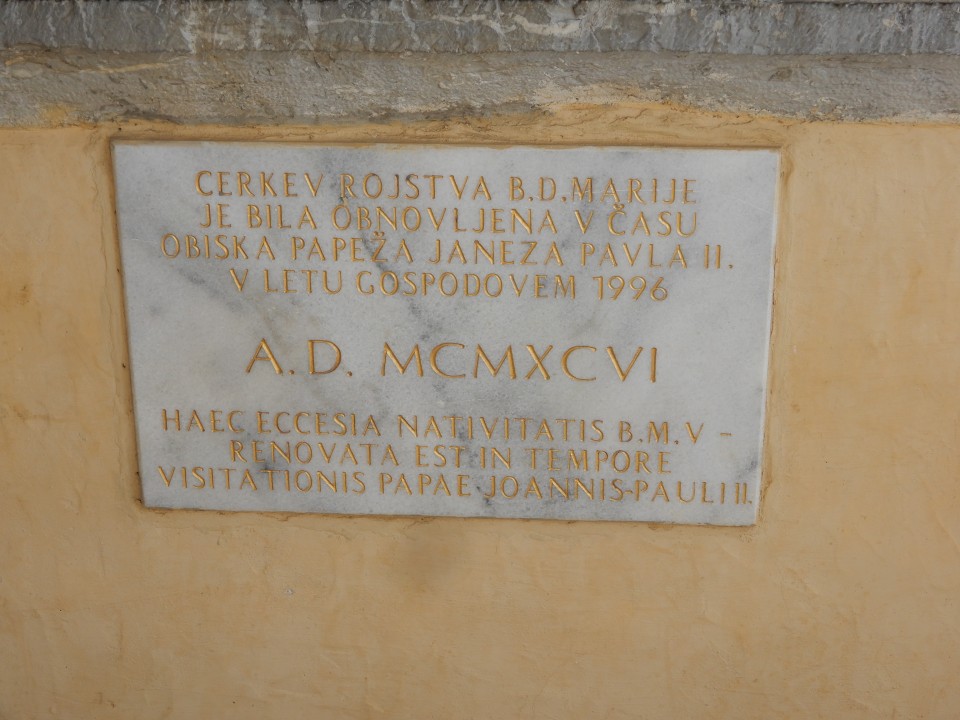 CERKEV ROJSTVA B.D. MARIJE
JE BILA OBNOVLJENA V ČASU
OBISKA PAPEŽA JANEZA PAVLA II.
V LETU GOSPODOVEM 1996
A.D. MCMXCVI
HAEC ECCESIA NATIVITATIS B.M.V –
RENOVATA EST IN TEMPORE
VISITATIONIS PAPAE JOANNIS-PAULI II.